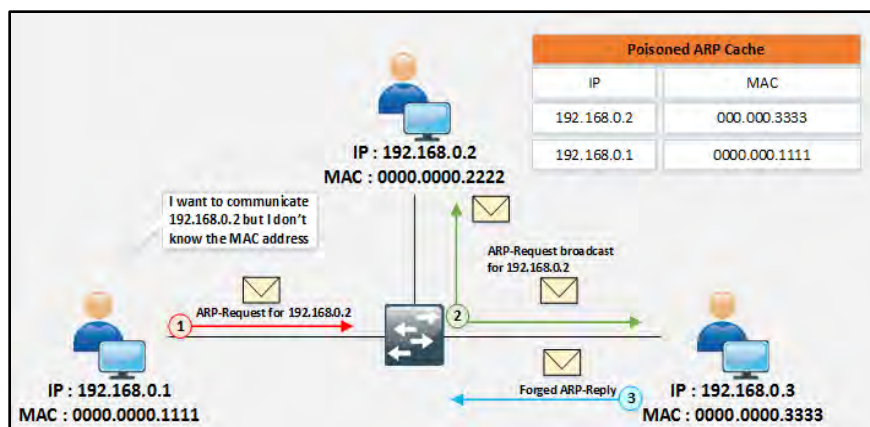 Poisoned ARP Cache
IP MAC
192.168.0.2 000.000.3333
192.168.0.1 0000.000.1111
IP : 192.168.0.2
MAC : 0000.0000.2222
I want to communicate
192.168.0.2 but I don't
know the MAC address
ARP-Request broadcast
for 192.168.0.2
ARP-Request for 192.168.0.2
1
2
Forged ARP-Reply
3
IP : 192.168.0.1
MAC : 0000.0000.1111
IP : 192.168.0.3
MAC : 0000.0000.3333